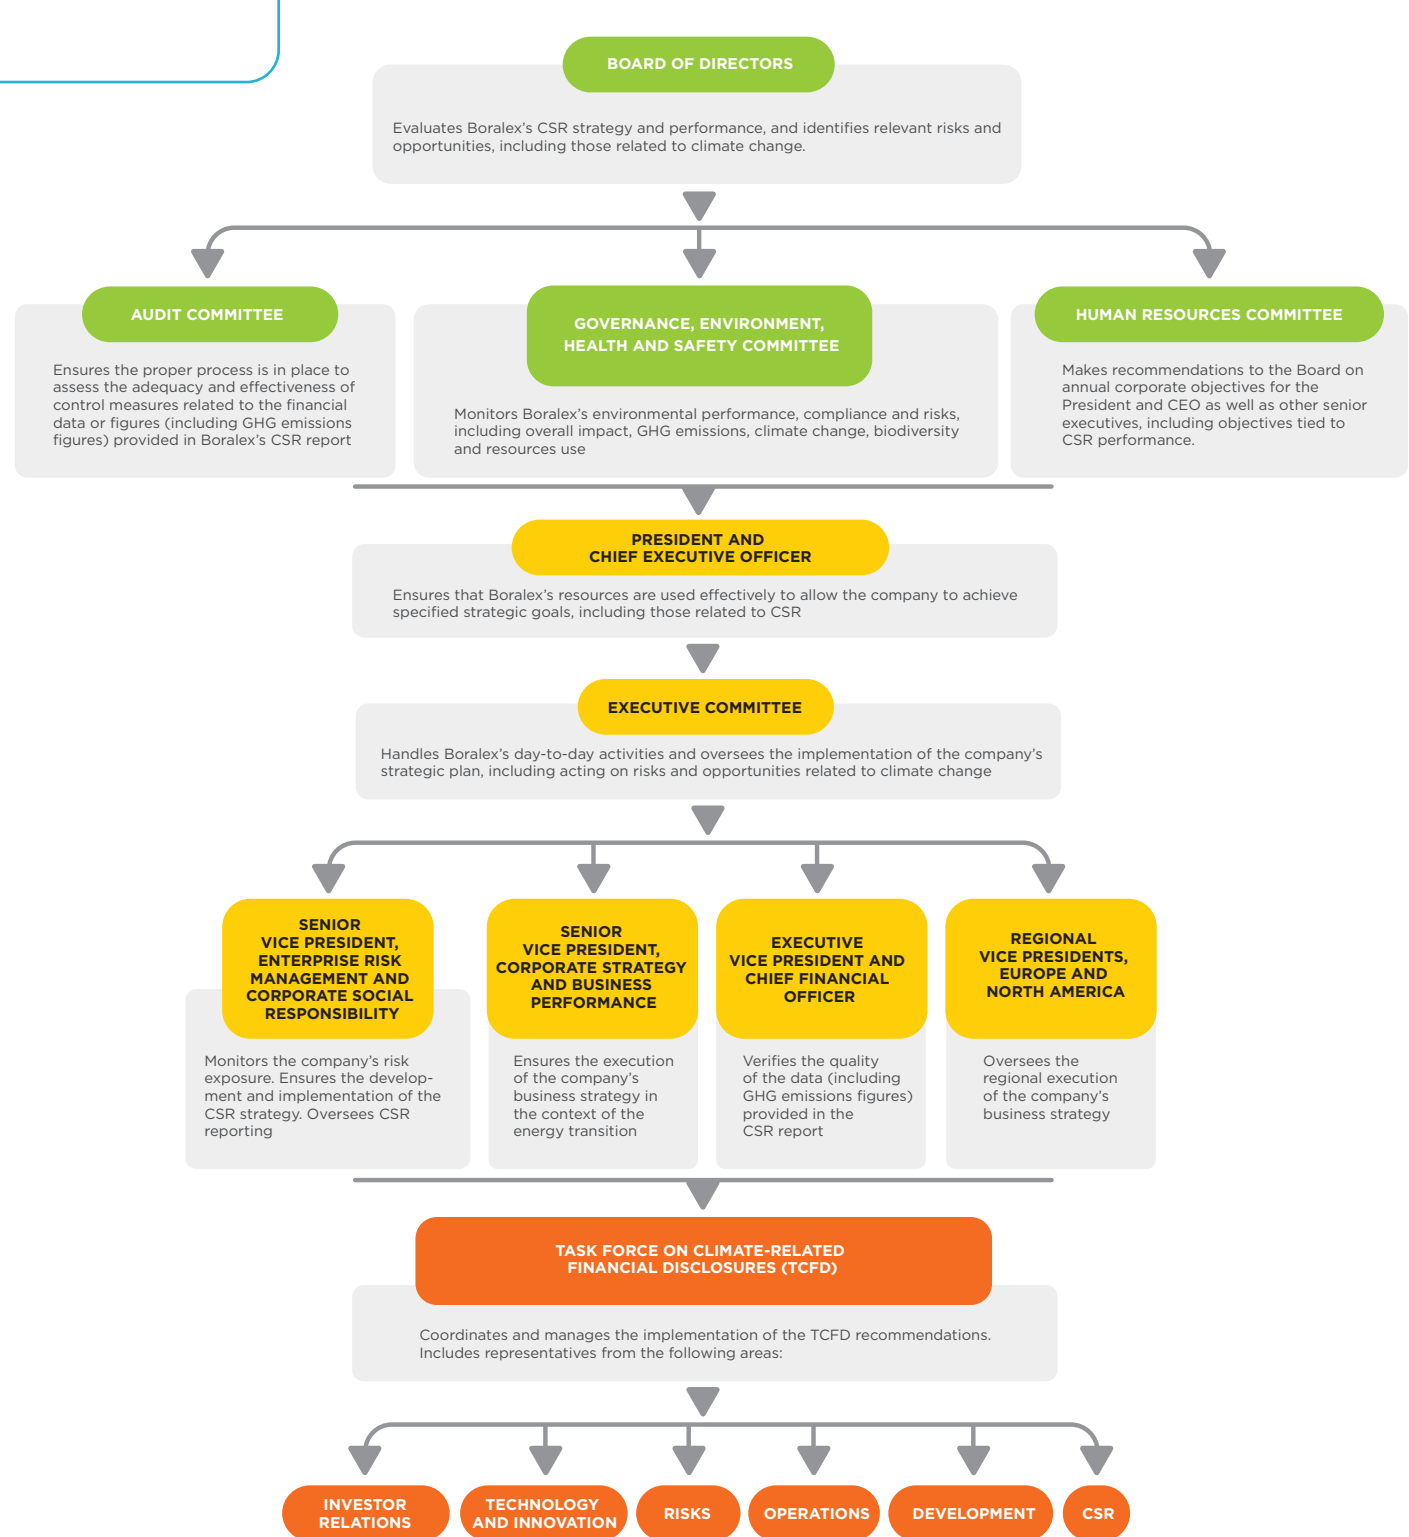 BOARD OF DIRECTORS
Evaluates Boralex's CSR strategy and performance, and identifies relevant risks and
opportunities, including those related to climate change.
AUDIT COMMITTEE
Ensures the proper process is in place to
assess the adequacy and effectiveness of
control measures related to the financial
data or figures (including GHG emissions
figures) provided in Boralex's CSR report
GOVERNANCE, ENVIRONMENT,
HEALTH AND SAFETY COMMITTEE
Monitors Boralex's environmental performance, compliance and risks,
including overall impact, GHG emissions, climate change, biodiversity
and resources use
HUMAN RESOURCES COMMITTEE
Makes recommendations to the Board on
annual corporate objectives for the
President and CEO as well as other senior
executives, including objectives tied to
CSR performance.
PRESIDENT AND
CHIEF EXECUTIVE OFFICER
Ensures that Boralex's resources are used effectively to allow the company to achieve
specified strategic goals, including those related to CSR
EXECUTIVE COMMITTEE
Handles Boralex's day-to-day activities and oversees the implementation of the company's
strategic plan, including acting on risks and opportunities related to climate change
SENIOR
VICE PRESIDENT,
ENTERPRISE RISK
MANAGEMENT AND
CORPORATE SOCIAL
RESPONSIBILITY
Monitors the company's risk
exposure. Ensures the develop-
ment and implementation of the
CSR strategy. Oversees CSR
reporting
SENIOR
VICE PRESIDENT,
CORPORATE STRATEGY
AND BUSINESS
PERFORMANCE
Ensures the execution
of the company's
business strategy in
the context of the
energy transition
EXECUTIVE
VICE PRESIDENT AND
CHIEF FINANCIAL
OFFICER
Verifies the quality
of the data (including
GHG emissions figures)
provided in the
CSR report
REGIONAL
VICE PRESIDENTS,
EUROPE AND
NORTH AMERICA
Oversees the
regional execution
of the company's
business strategy
TASK FORCE ON CLIMATE-RELATED
FINANCIAL DISCLOSURES (TCFD)
Coordinates and manages the implementation of the TCFD recommendations.
Includes representatives from the following areas:
INVESTOR
RELATIONS
TECHNOLOGY
AND INNOVATION
RISKS
OPERATIONS
DEVELOPMENT
CSR